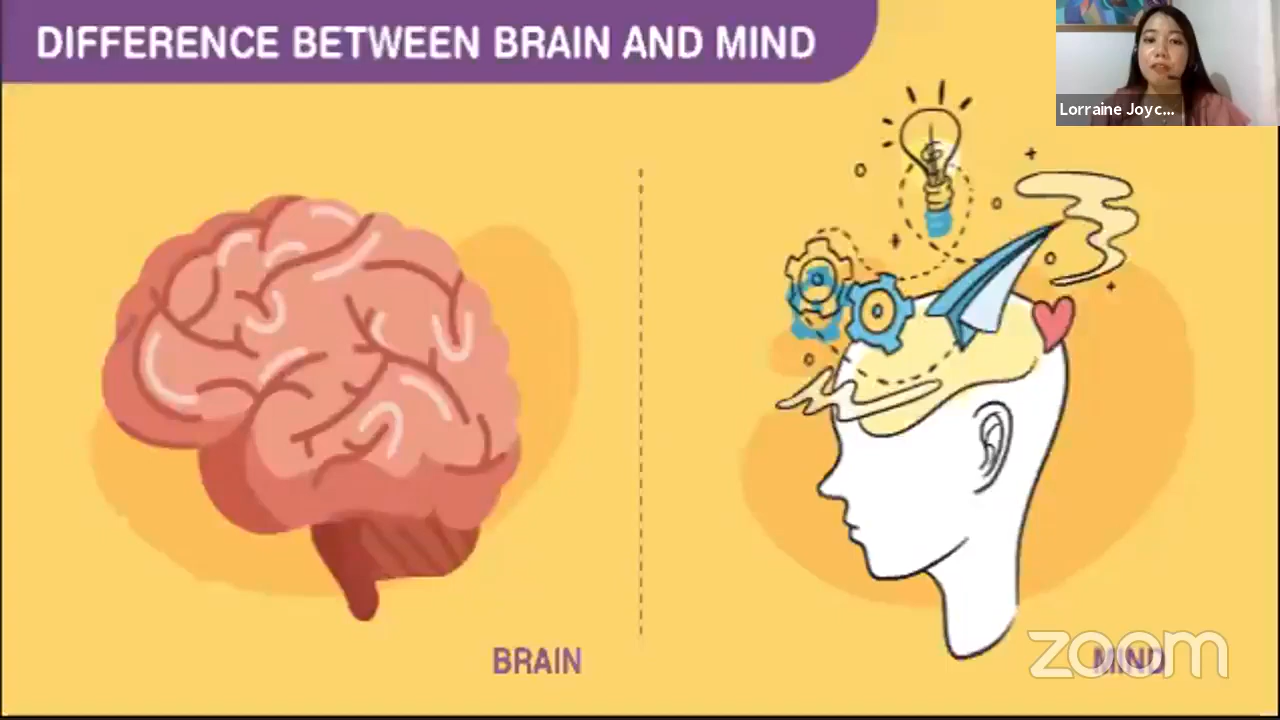 DIFFERENCE BETWEEN BRAIN AND MIND
Lorraine Joyc...
BRAIN
MIND
zoom